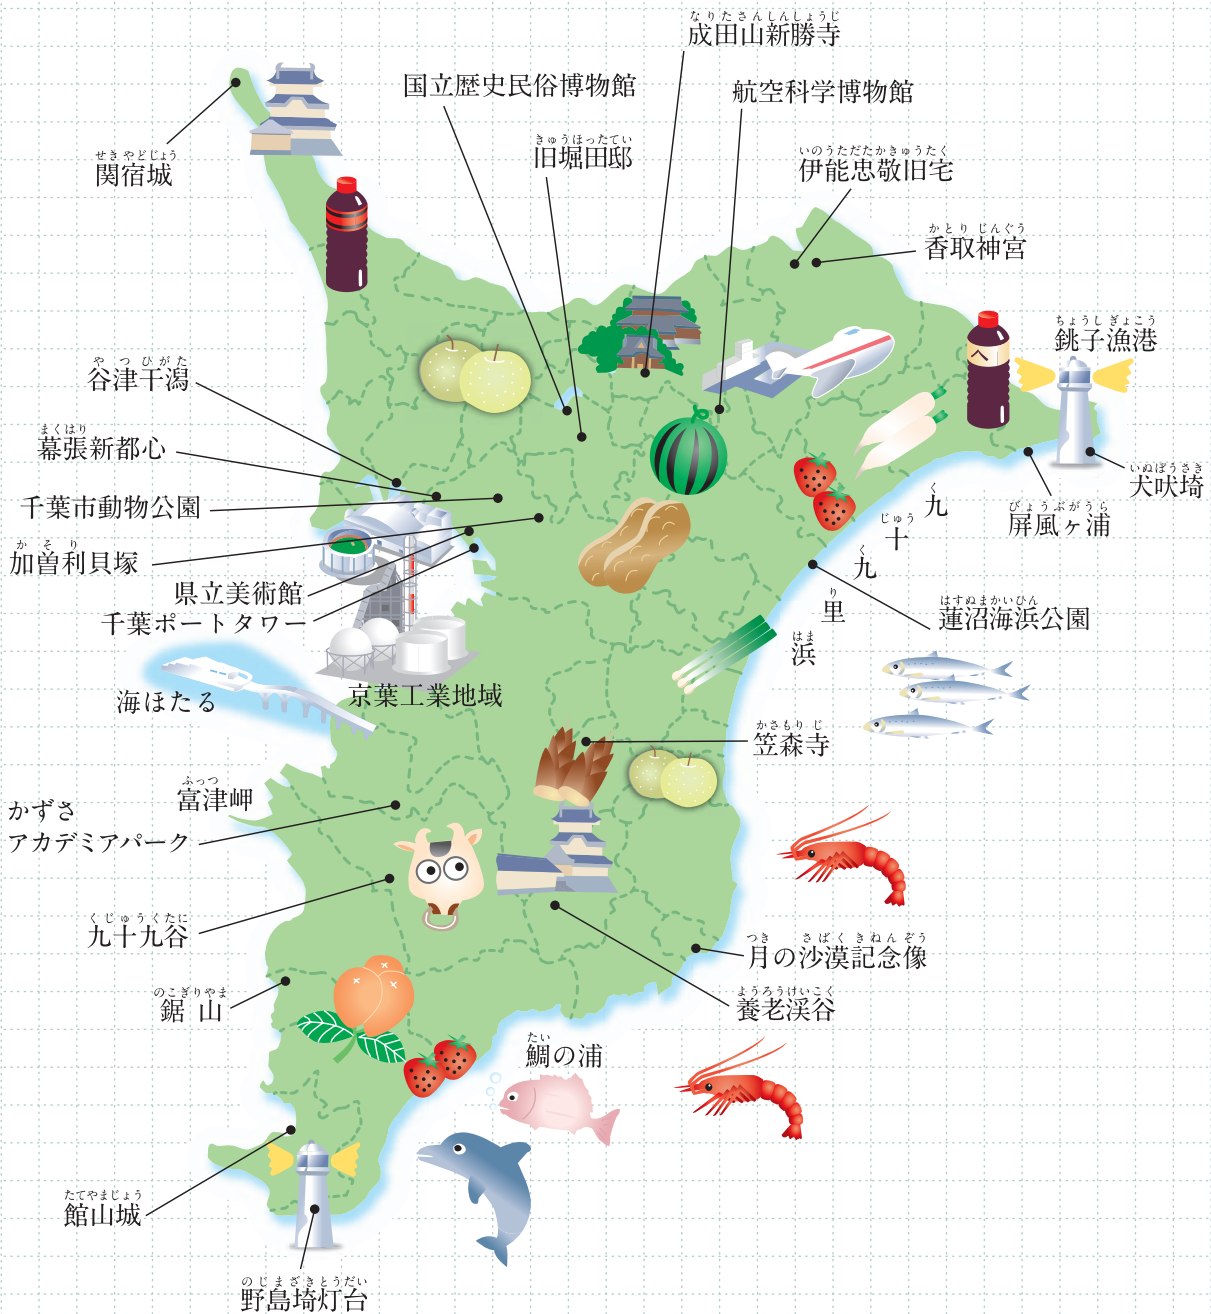 なりたさんしんしょうじ
成田山新勝寺
国立歴史民俗博物館
航空科学博物館
きゅうほったてい
旧堀田邸
いのうただたかきゅうたく
伊能忠敬旧宅
せきやどじょう
関宿城
かとり じんぐう
香取神宮
ちょうし ぎょこう
銚子漁港
へ
やつひがた
谷津干潟
まくはり
幕張新都心
いぬぼうさき
犬吠埼
千葉市動物公園
びょうぶがうら
屏風ヶ浦
く
九
じゅう
十
く
九
り
里
はま
浜
かそり
加曽利貝塚
県立美術館
千葉ポートタワー
はすぬまかいひん
蓮沼海浜公園
海ほたる
京葉工業地域
かさもり じ
笠森寺
ふっつ
富津岬
かずさ
アカデミアパーク
くじゅうくたに
九十九谷
つき さばく きねんぞう
月の沙漠記念像
のこぎりやま
鋸山
ようろうけいこく
養老渓谷
たい
鯛の浦
たてやまじょう
館山城
のじまざきとうだい
野島埼灯台